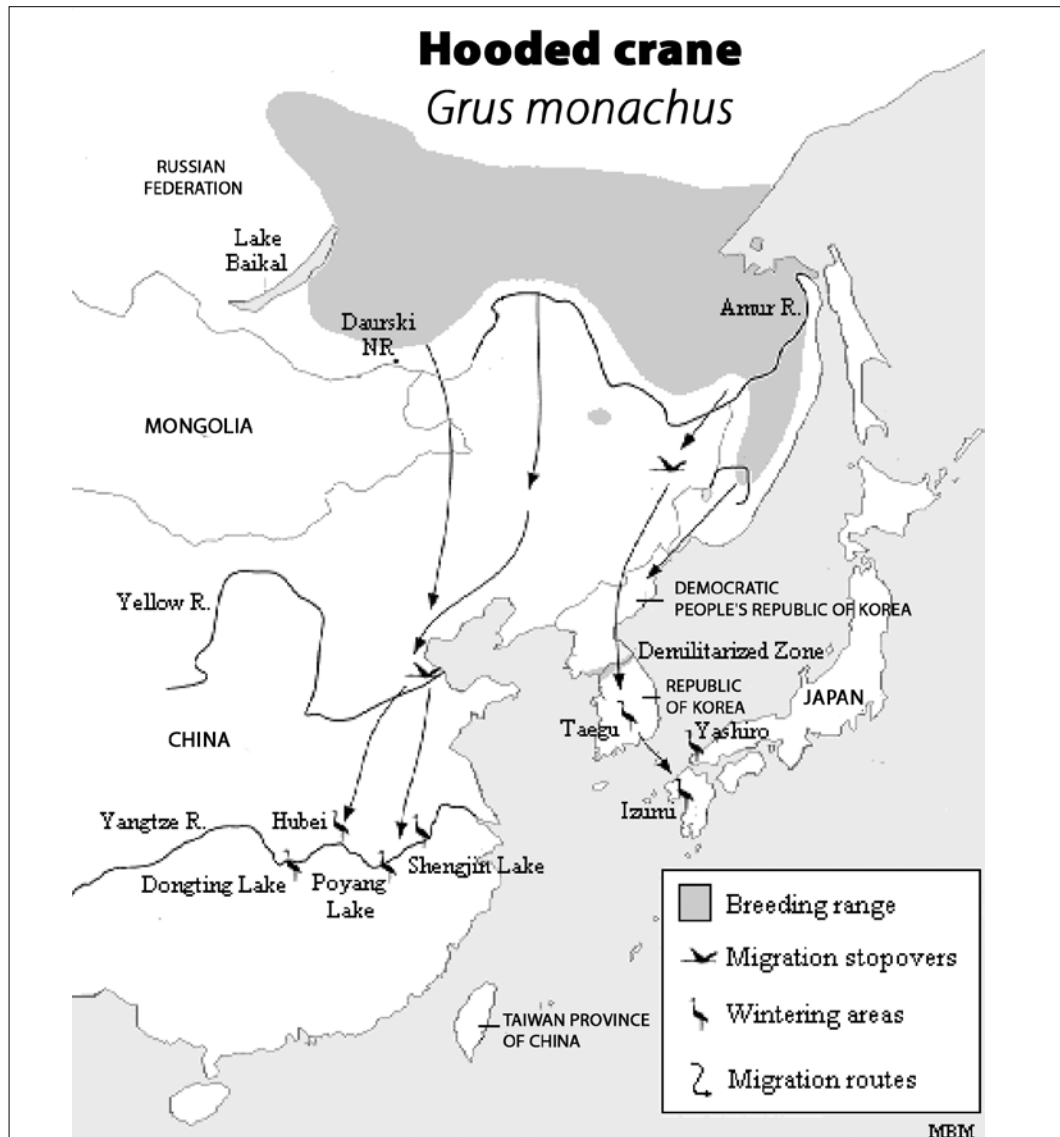 Hooded crane
Grus monachus
RUSSIAN
FEDERATION
Lake
Baikal
Daurski
NR
Amur R.
MONGOLIA
Yellow R.
DEMOCRATIC
PEOPLE'S REPUBLIC OF KOREA
Demilitarized Zone
REPUBLIC
OF KOREA
JAPAN
Taegu
Yashiro
CHINA
Izumi
Yangtze R.
Hubei
Shengjin Lake
Dongting Lake
Poyang
Lake
Breeding range
Migration stopovers
Wintering areas
Migration routes
TAIWAN PROVINCE
OF CHINA
MBM